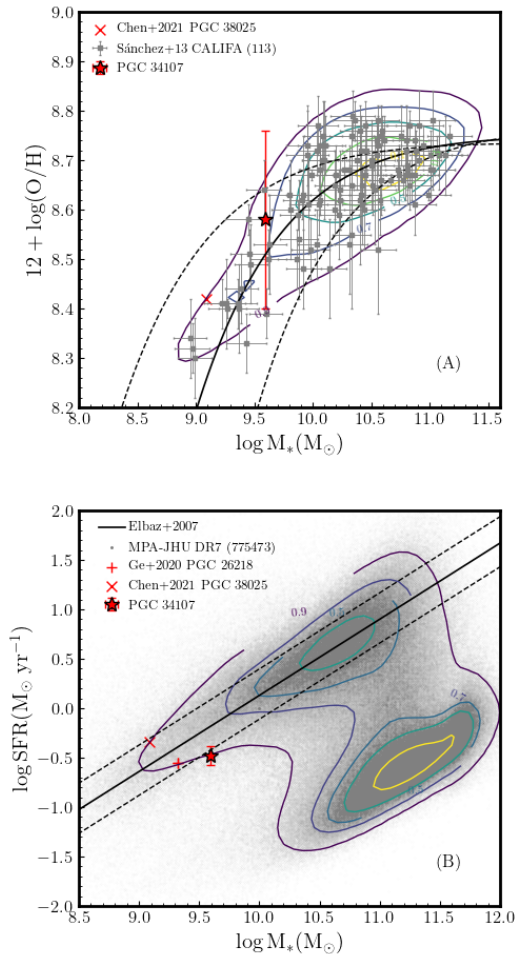 9.0
8.9
8.8
8.7
8.6
8.5
8.4
8.3
8.2
12 + log(O/H)
Chen+2021 PGC 38025
Sánchez+13 CALIFA (113)
PGC 34107
0.7
(A)
8.0 8.5 9.0 9.5 10.0 10.5 11.0 11.5
log M∗(M⊙)
2.0
1.5
1.0
0.5
0.0
−0.5
−1.0
−1.5
−2.0
log SFR(M⊙ yr−1)
Elbaz+2007
MPA-JHU DR7 (775473)
Ge+2020 PGC 26218
Chen+2021 PGC 38025
PGC 34107
0.9
0.7
(B)
8.5 9.0 9.5 10.0 10.5 11.0 11.5 12.0
log M∗(M⊙)